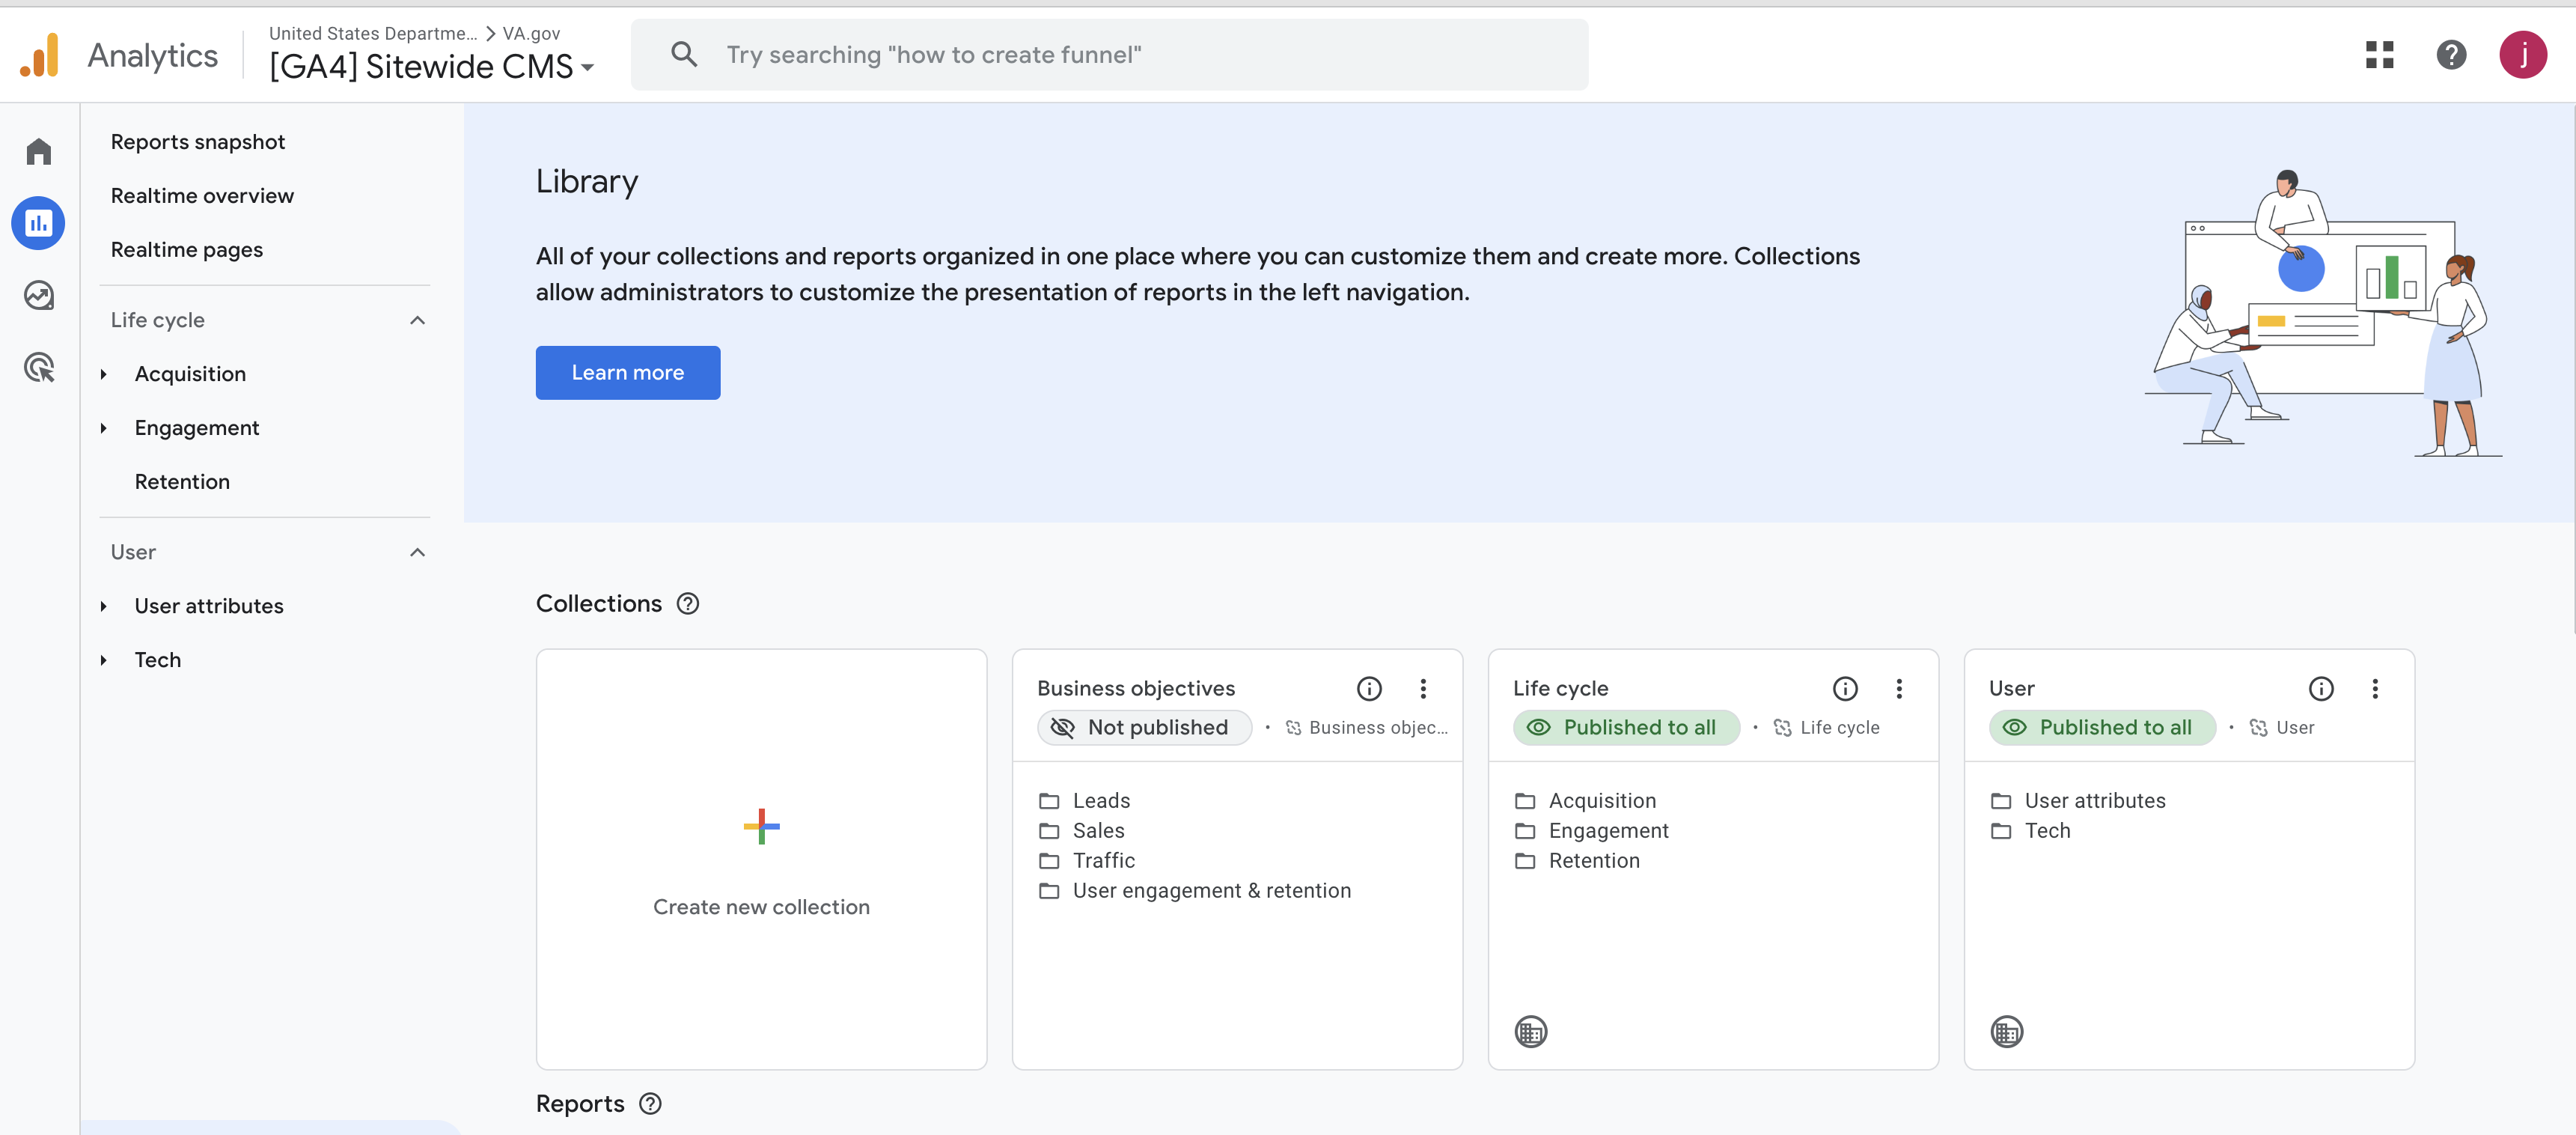 Analytics
United States Departme... > VA.gov
[GA4] Sitewide CMS
Try searching "how to create funnel"
j
Reports snapshot
Realtime overview
Realtime pages
Life cycle
Acquisition
Engagement
Retention
User
User attributes
Tech
Library
All of your collections and reports organized in one place where you can customize them and create more. Collections
allow administrators to customize the presentation of reports in the left navigation.
Learn more
Collections
Create new collection
Business objectives
Not published · Business objec...
Leads
Sales
Traffic
User engagement & retention
Life cycle
Published to all · Life cycle
Acquisition
Engagement
Retention
User
Published to all · User
User attributes
Tech
Reports